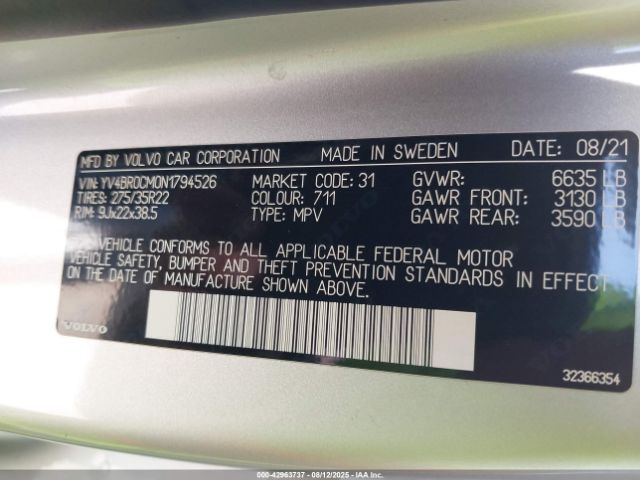 MFD BY VOLVO CAR CORPORATION MADE IN SWEDEN DATE: 08/21
VIN: YV4BR0CM0N1794526 MARKET CODE: 31 GVWR: 6635 LB
TIRES: 275/35R22 COLOUR: 711 GAWR FRONT: 3130 LB
RIM: 9Jx22x38.5 TYPE: MPV GAWR REAR: 3590 LB
THIS VEHICLE CONFORMS TO ALL APPLICABLE FEDERAL MOTOR
VEHICLE SAFETY, BUMPER AND THEFT PREVENTION STANDARDS IN EFFECT
ON THE DATE OF MANUFACTURE SHOWN ABOVE.
VOLVO
32366354
000-42963737 - 08/12/2025 - IAA Inc.